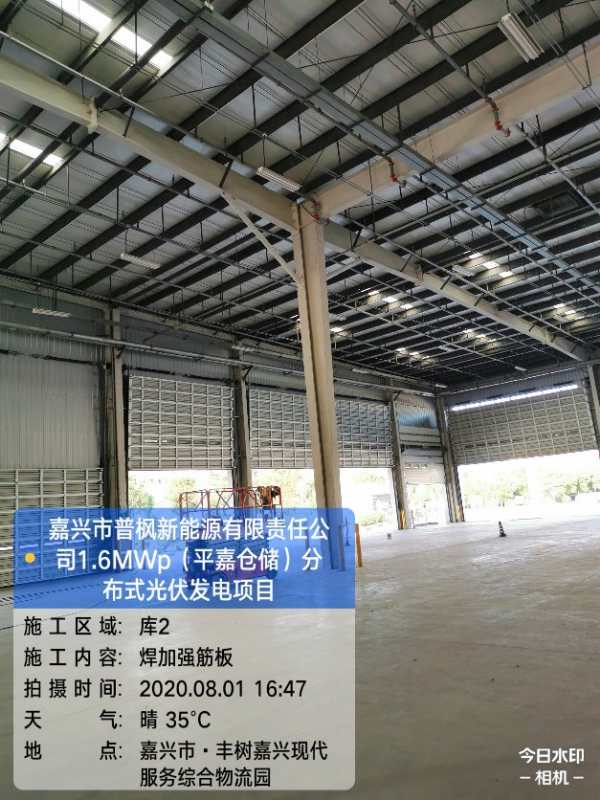 嘉兴市普枫新能源有限责任公
司1.6MWp（平嘉仓储）分
布式光伏发电项目
施工区域：库2
施工内容：焊加强筋板
拍摄时间：2020.08.01 16:47
天气：晴 35℃
地点：嘉兴市·丰树嘉兴现代
服务综合物流园
今日水印
- 相机 -